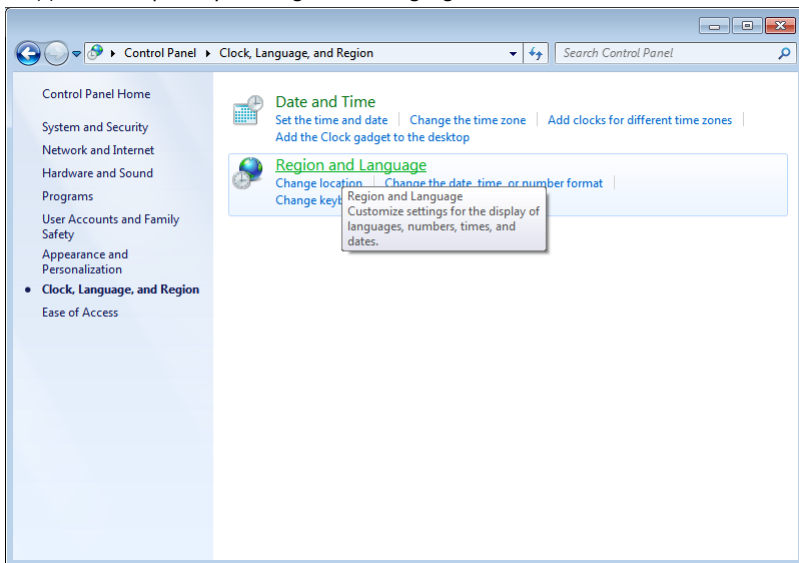 Control Panel Clock, Language, and Region
Search Control Panel
Control Panel Home
System and Security
Network and Internet
Hardware and Sound
Programs
User Accounts and Family
Safety
Appearance and
Personalization
Clock, Language, and Region
Ease of Access
Date and Time
Set the time and date Change the time zone Add clocks for different time zones
Add the Clock gadget to the desktop
Region and Language
Change location Change the date, time, or number format
Change
Region and Language
Customize settings for the display of
languages, numbers, times, and
dates.